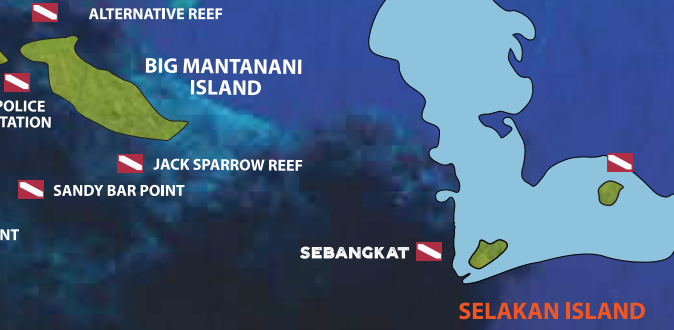 ALTERNATIVE REEF
BIG MANTANANI
ISLAND
POLICE
TATION
JACK SPARROW REEF
SANDY BAR POINT
NT
SEBANGKAT
SELAKAN ISLAND